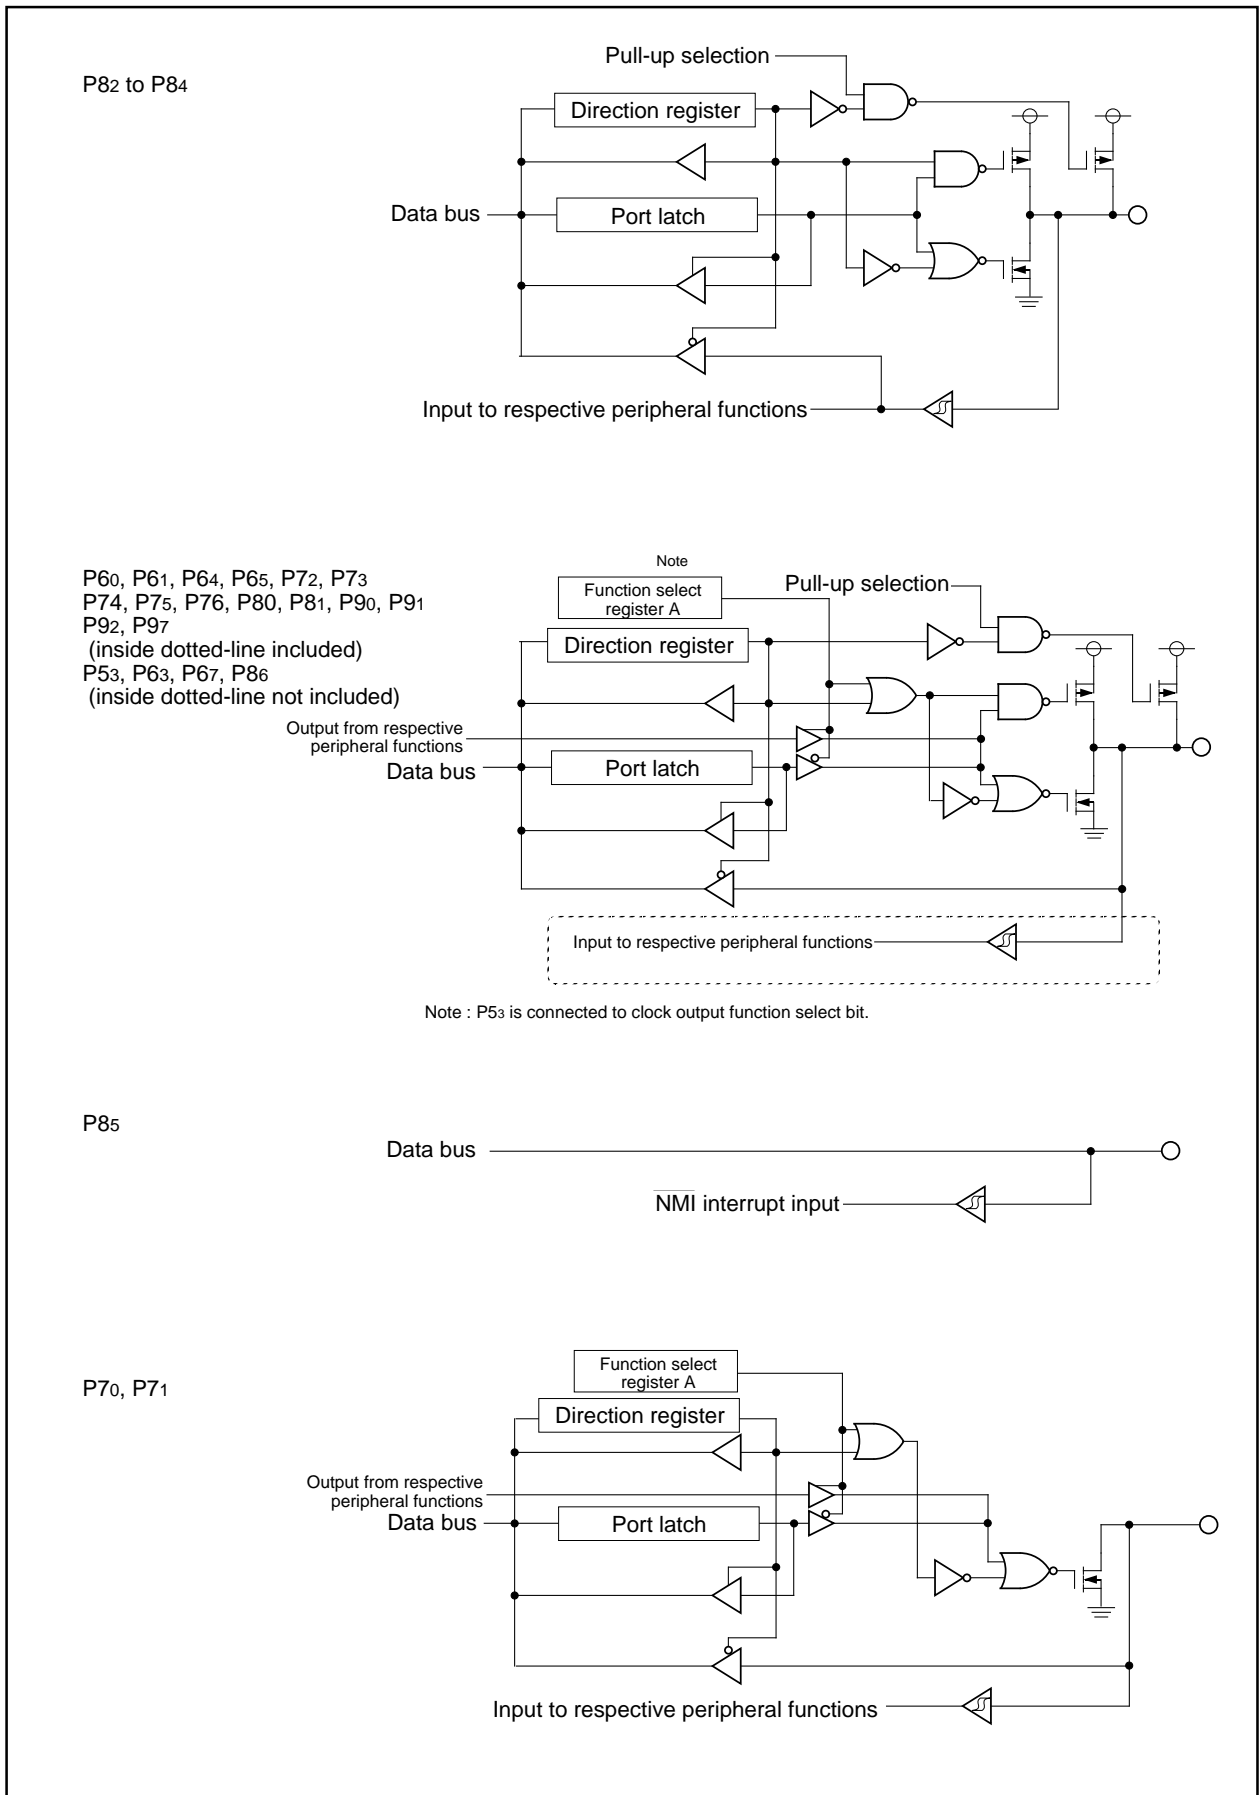 P82 to P84
Pull-up selection
Direction register
Data bus
Port latch
Input to respective peripheral functions
P60, P61, P64, P65, P72, P73
P74, P75, P76, P80, P81, P90, P91
P92, P97
(inside dotted-line included)
P53, P63, P67, P86
(inside dotted-line not included)
Note
Function select
register A
Pull-up selection
Direction register
Output from respective
peripheral functions
Data bus
Port latch
Input to respective peripheral functions
Note : P53 is connected to clock output function select bit.
P85
Data bus
N̅M̅I̅ interrupt input
P70, P71
Function select
register A
Direction register
Output from respective
peripheral functions
Data bus
Port latch
Input to respective peripheral functions